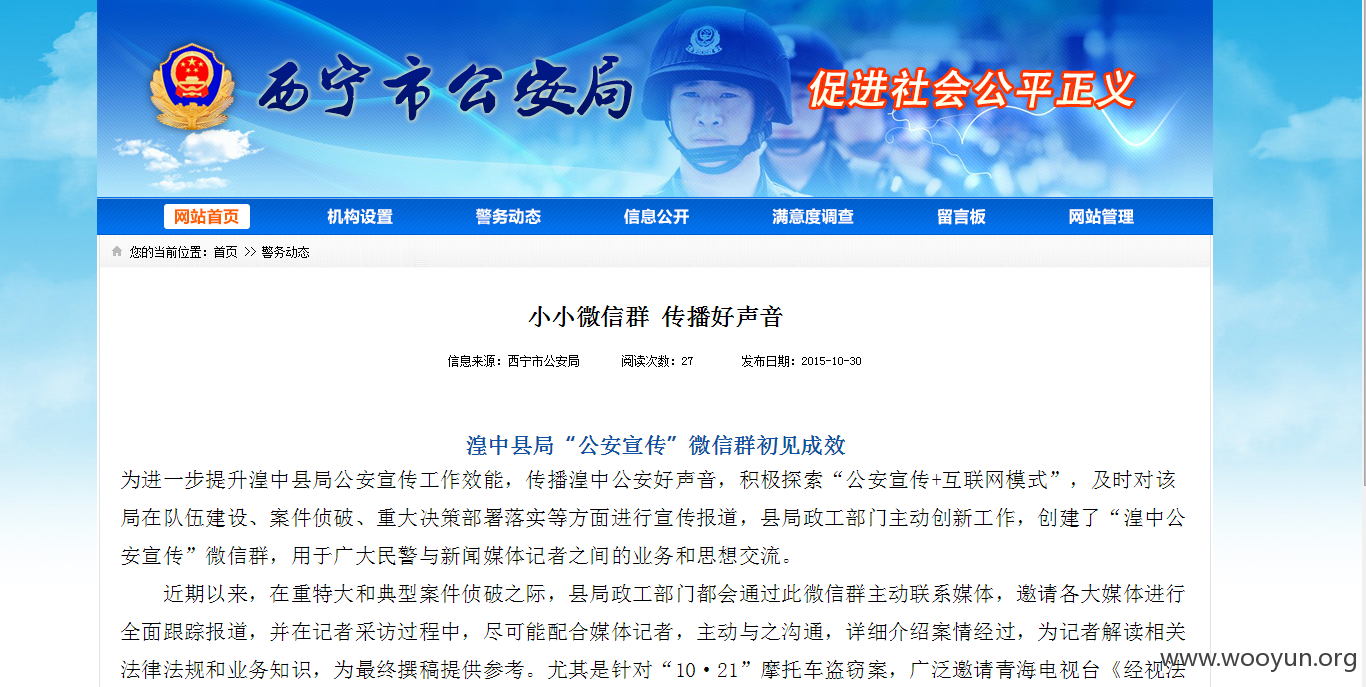 西宁市公安局
促进社会公平正义
网站首页 机构设置 警务动态 信息公开 满意度调查 留言板 网站管理
您的当前位置：首页 >> 警务动态
小小微信群 传播好声音
信息来源：西宁市公安局 阅读次数：27 发布日期：2015-10-30
湟中县局“公安宣传”微信群初见成效
为进一步提升湟中县局公安宣传工作效能，传播湟中公安好声音，积极探索“公安宣传+互联网模式”，及时对该
局在队伍建设、案件侦破、重大决策部署落实等方面进行宣传报道，县局政工部门主动创新工作，创建了“湟中公
安宣传”微信群，用于广大民警与新闻媒体记者之间的业务和思想交流。
近期以来，在重特大和典型案件侦破之际，县局政工部门都会通过此微信群主动联系媒体，邀请各大媒体进行
全面跟踪报道，并在记者采访过程中，尽可能配合媒体记者，主动与之沟通，详细介绍案情经过，为记者解读相关
法律法规和业务知识，为最终撰稿提供参考。尤其是针对“10·21”摩托车盗窃案，广泛邀请青海电视台《经视法
www.wooyun.org